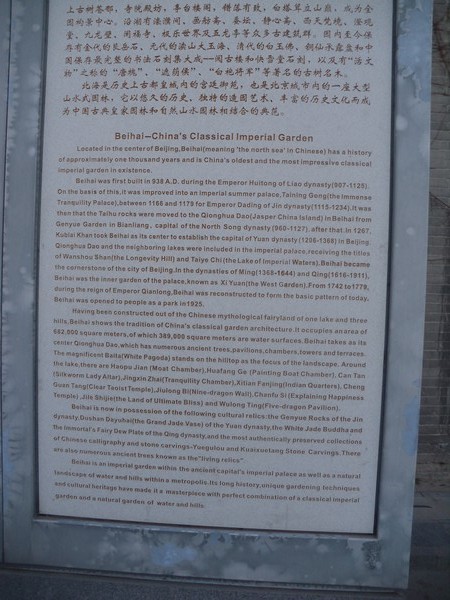 上古树参郁，寺院殿坊，亭台楼阁，错落有致，白塔耸立山巅，成为全
园的景中心。沿湖有濠濮间、画舫斋、蚕坛、静心斋、西天梵境、澄观
堂、九龙壁、阐福寺、极乐世界及五龙亭等众多古建筑群。园内至今保
存有金代的艮岳石、元代的渎山大玉海、清代的白玉佛、铜仙承露盘和中
国保存最完整的书法石刻集大成—阅古楼和快雪堂石刻，以及有“活文
物”之称的“唐槐”、“遮荫侯”、“白袍将军”等著名的古树名木。
北海是历史上古都皇城内的宫廷御苑，也是北京城市内的一座大型
山水式园林，它以悠久的历史，独特的造园艺术、丰富的历史文化而成
为中国古典皇家园林和自然山水园林相结合的典范。
Beihai—China's Classical Imperial Garden
Located in the center of Beijing,Beihai(meaning 'the north sea' in Chinese) has a history
of approximately one thousand years and is China's oldest and the most impressive classical
imperial garden in existence.
Beihai was first built in 938 A.D. during the Emperor Huitong of Liao dynasty(907-1125).
On the basis of this,it was improved into an imperial summer palace,Taining Gong(the Immense
Tranquility Palace),between 1166 and 1179 for Emperor Dading of Jin dynasty(1115-1234).It was
then that the Taihu rocks were moved to the Qionghua Dao(Jasper China Island) in Beihai from
Genyue Garden in Bianliang, capital of the North Song dynasty (960-1127). after that.In 1267,
Kublai Khan took Beihai as its center to establish the capital of Yuan dynasty (1206-1368) in Beijing
Qionghua Dao and the neighboring lakes were included in the imperial palace,receiving the titles
of Wanshou Shan(the Longevity Hill) and Taiye Chi (the Lake of Imperial Waters).Beihai became
the cornerstone of the city of Beijing.In the dynasties of Ming(1368-1644) and Qing(1616-1911),
Beihai was the inner garden of the palace,known as Xi Yuan(the West Garden).From 1742 to 1779,
during the reign of Emperor Qianlong,Beihai was reconstructed to form the basic pattern of today.
Beihai was opened to people as a park in1925.
Having been constructed out of the Chinese mythological fairyland of one lake and three
hills,Beihai shows the tradition of China's classical garden architecture.It occupies an area of
682,800 square meters,of which 389,000 square meters are water surfaces.Beihai takes as its
center Qionghua Dao,which has numerous ancient trees,pavilions,chambers,towers and terraces.
The magnificent Baita(White Pagoda) stands on the hilltop as the focus of the landscape. Around
the lake,there are Haopu Jian (Moat Chamber),Huafang Ge (Painting Boat Chamber), Can Tan
(Silkworm Lady Altar),Jingxin Zhai(Tranquility Chamber),Xitian Fanjing(Indian Quarters), Cheng
Guan Tang(Clear Taoist Temple),Jiulong Bi(Nine-dragon Wall),Chanfu Si (Explaining Happiness
Temple) ,Jile Shijie(the Land of Ultimate Bliss) and Wulong Ting(Five-dragon Pavilion).
Beihai is now in possession of the following cultural relics: the Genyue Rocks of the Jin
dynasty,Dushan Dayuhai(the Grand Jade Vase) of the Yuan dynasty,the White Jade Buddha and
the Immortal's Fairy Dew Plate of the Qing dynasty,and the most authentically preserved collections
of Chinese calligraphy and stone carvings-Yuegulou and Kuaixuetang Stone Carvings.There
are also numerous ancient trees known as the"living relics".
Beihai is an imperial garden within the ancient capital's imperial palace as well as a natural
landscape of water and hills within a metropolis.Its long history,unique gardening techniques
and cultural heritage have made it a masterpiece with perfect combination of a classical imperial
garden and a natural garden of water and hills.